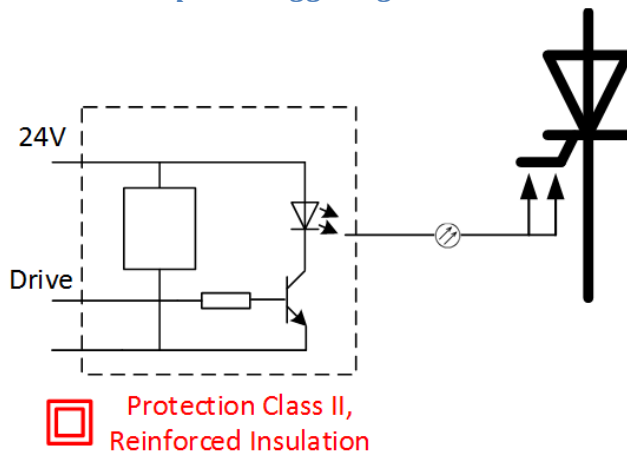 24V
Drive
Protection Class II,
Reinforced Insulation